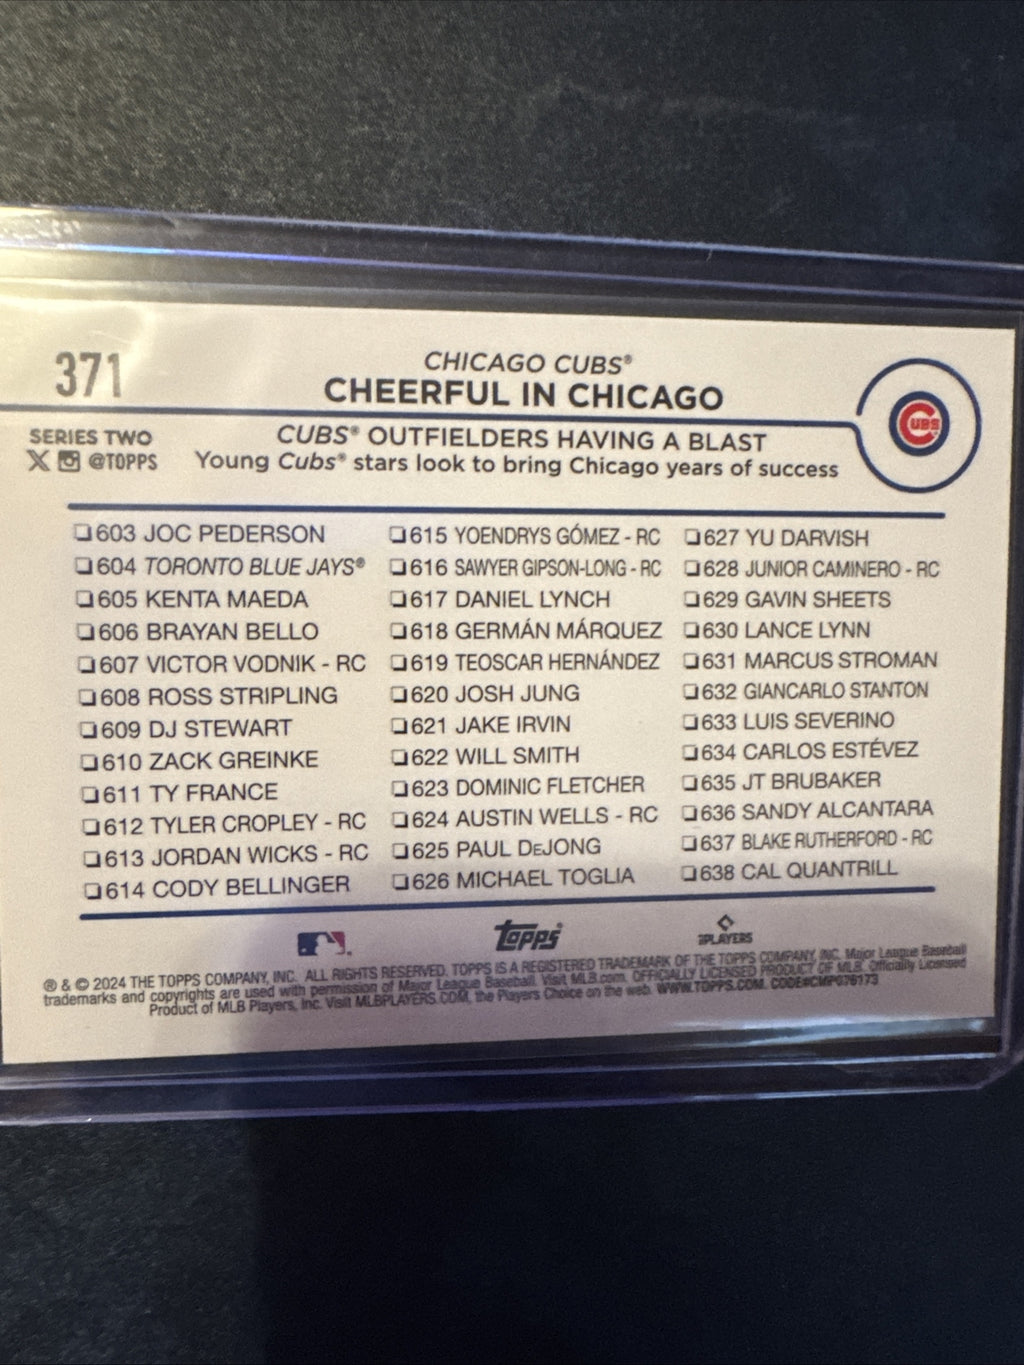 371
CHICAGO CUBS®
CHEERFUL IN CHICAGO
CUBS
SERIES TWO
CUBS® OUTFIELDERS HAVING A BLAST
@TOPPS
Young Cubs® stars look to bring Chicago years of success
❏603 JOC PEDERSON
❏604 TORONTO BLUE JAYS®
❏605 KENTA MAEDA
❏606 BRAYAN BELLO
❏607 VICTOR VODNIK - RC
❏608 ROSS STRIPLING
❏609 DJ STEWART
❏610 ZACK GREINKE
❏611 TY FRANCE
❏612 TYLER CROPLEY - RC
❏613 JORDAN WICKS - RC
❏614 CODY BELLINGER
❏615 YOENDRYS GÓMEZ - RC
❏616 SAWYER GIPSON-LONG - RC
❏617 DANIEL LYNCH
❏618 GERMÁN MÁRQUEZ
❏619 TEOSCAR HERNÁNDEZ
❏620 JOSH JUNG
❏621 JAKE IRVIN
❏622 WILL SMITH
❏623 DOMINIC FLETCHER
❏624 AUSTIN WELLS - RC
❏625 PAUL DeJONG
❏626 MICHAEL TOGLIA
❏627 YU DARVISH
❏628 JUNIOR CAMINERO - RC
❏629 GAVIN SHEETS
❏630 LANCE LYNN
❏631 MARCUS STROMAN
❏632 GIANCARLO STANTON
❏633 LUIS SEVERINO
❏634 CARLOS ESTÉVEZ
❏635 JT BRUBAKER
❏636 SANDY ALCANTARA
❏637 BLAKE RUTHERFORD - RC
❏638 CAL QUANTRILL
Topps®
PLAYERS
® & © 2024 THE TOPPS COMPANY, INC. ALL RIGHTS RESERVED. TOPPS IS A REGISTERED TRADEMARK OF THE TOPPS COMPANY, INC. Major League Baseball
trademarks and copyrights are used with permission of Major League Baseball. Visit MLB.com. OFFICIALLY LICENSED PRODUCT OF MLB. Officially Licensed
Product of MLB Players, Inc. Visit MLBPLAYERS.COM, the Players Choice on the web. WWW.TOPPS.COM. CODE#CMP076173